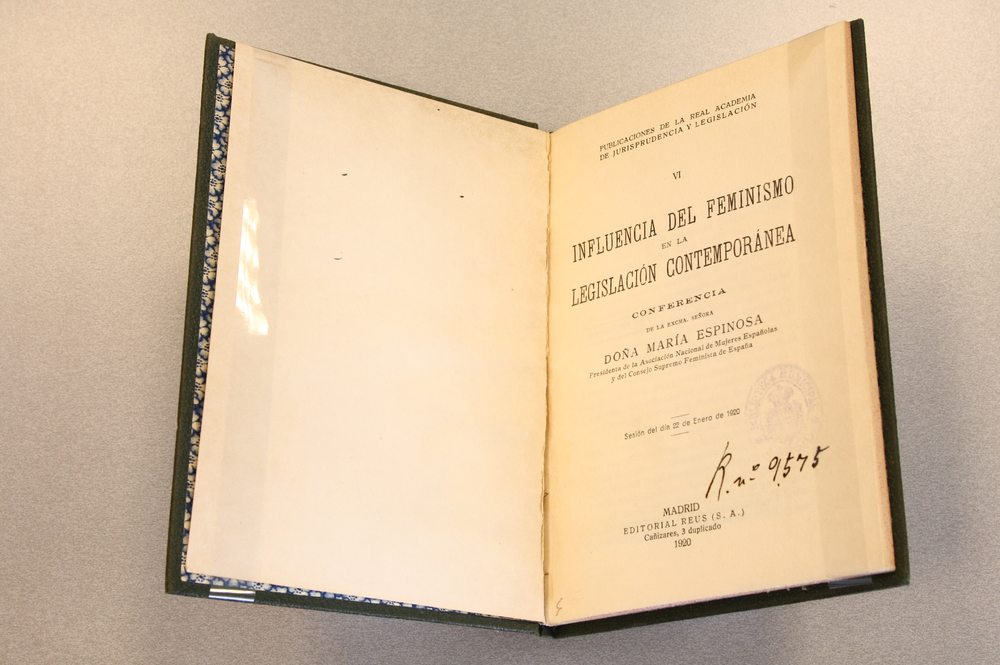 PUBLICACIONES DE LA REAL ACADEMIA
DE JURISPRUDENCIA Y LEGISLACIÓN
VI
INFLUENCIA DEL FEMINISMO
EN LA
LEGISLACIÓN CONTEMPORÁNEA
CONFERENCIA
DE LA EXCMA. SEÑORA
DOÑA MARÍA ESPINOSA
Presidenta de la Asociación Nacional de Mujeres Españolas
y del Consejo Supremo Feminista de España
Sesión del día 22 de Enero de 1920
R. nº 9.575
MADRID
EDITORIAL REUS (S. A.)
Cañizares, 3 duplicado
1920